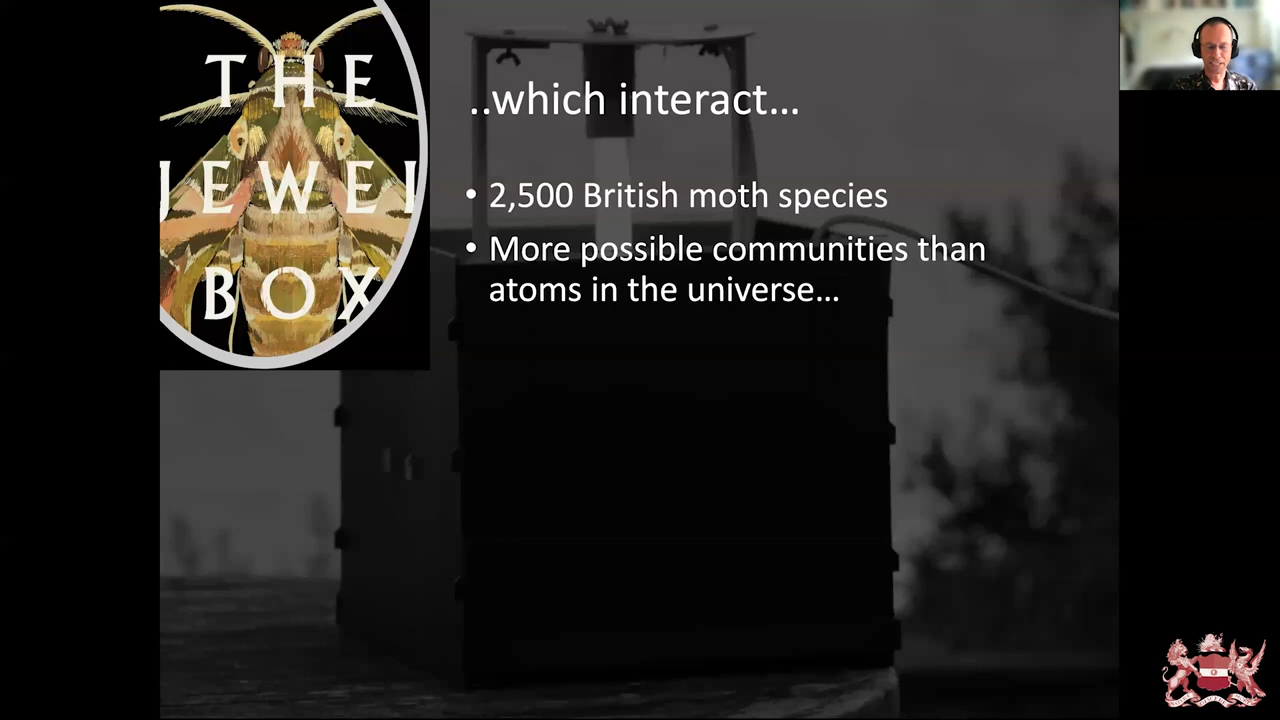 THE
JEWEL
BOX
..which interact...
• 2,500 British moth species
• More possible communities than
atoms in the universe...